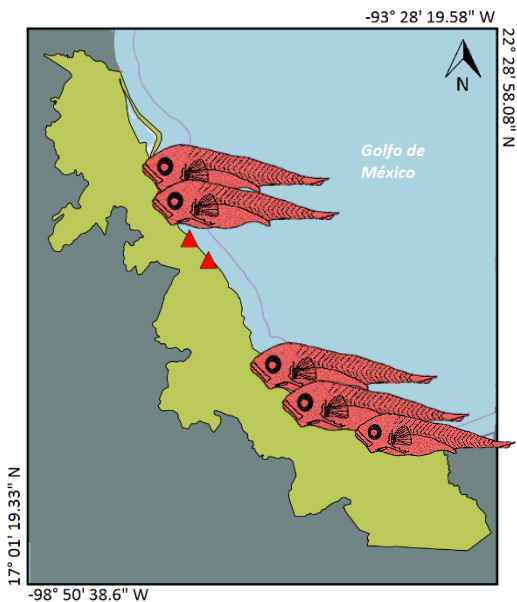 -93° 28' 19.58" W
22° 28' 58.08" N
N
Golfo de
México
17° 01' 19.33" N
-98° 50' 38.6" W